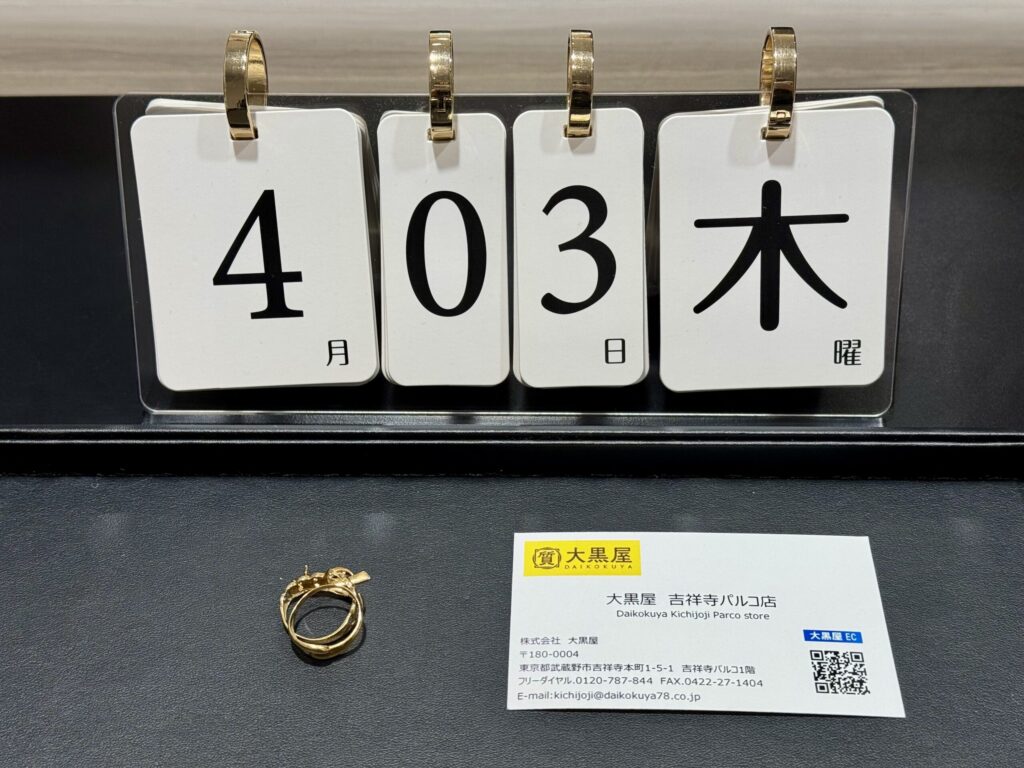 4
月
0
3
日
木
曜
質 大黒屋
DAIKOKUYA
大黒屋 吉祥寺パルコ店
Daikokuya Kichijoji Parco store
大黒屋 EC
株式会社 大黒屋
〒180-0004
東京都武蔵野市吉祥寺本町1-5-1 吉祥寺パルコ1階
フリーダイヤル.0120-787-844 FAX.0422-27-1404
E-mail:kichijoji@daikokuya78.co.jp